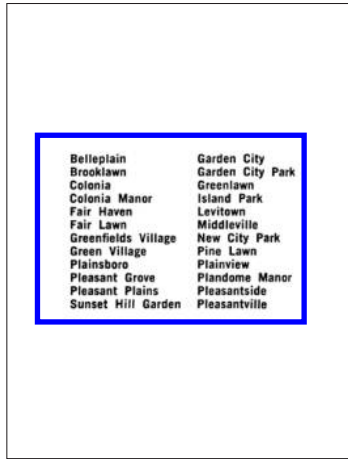 Belleplain
Brooklawn
Colonia
Colonia Manor
Fair Haven
Fair Lawn
Greenfields Village
Green Village
Plainsboro
Pleasant Grove
Pleasant Plains
Sunset Hill Garden
Garden City
Garden City Park
Greenlawn
Island Park
Levitown
Middleville
New City Park
Pine Lawn
Plainview
Plandome Manor
Pleasantside
Pleasantville